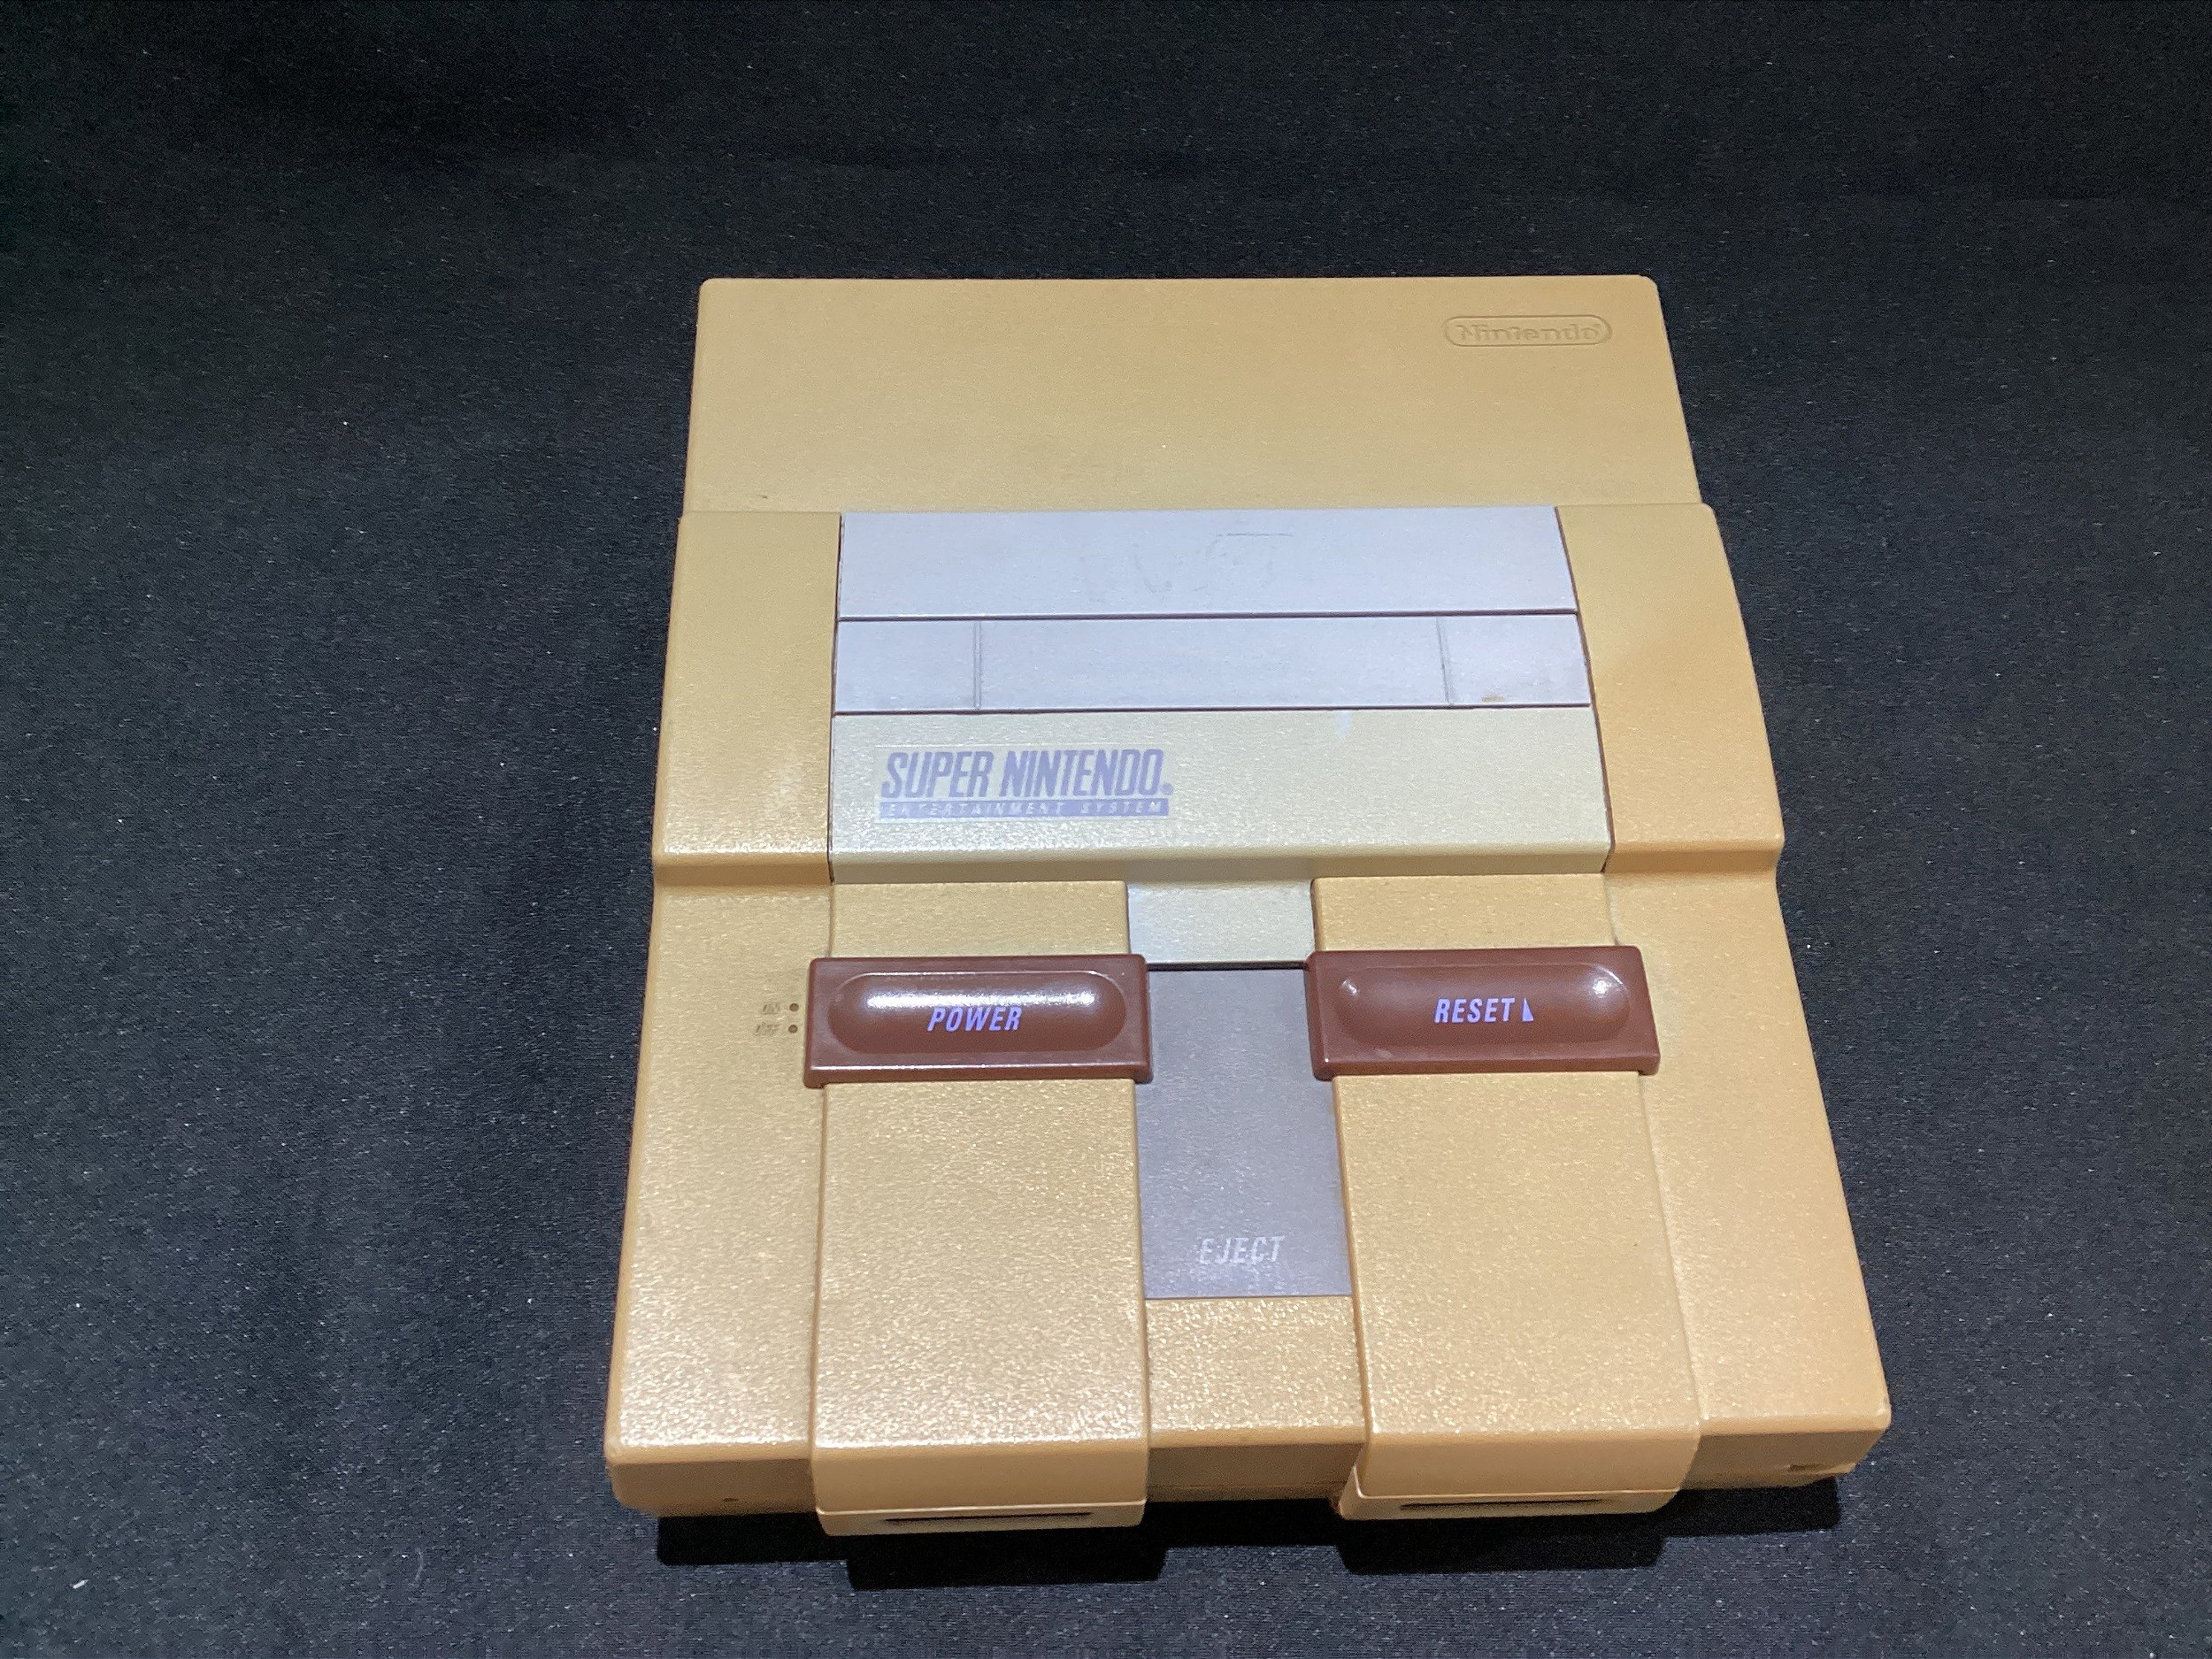 Nintendo®
SUPER NINTENDO®
ENTERTAINMENT SYSTEM
POWER
RESET
EJECT